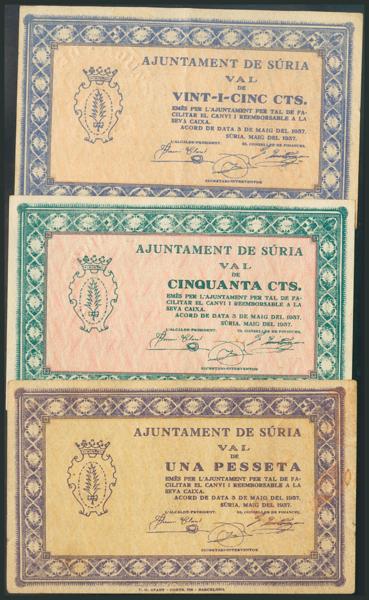 AJUNTAMENT DE SÚRIA
VAL
DE
VINT-I-CINC CTS.
EMÈS PER L'AJUNTAMENT PER TAL DE FA-
CILITAR EL CANVI I REEMBORSABLE A LA
SEVA CAIXA.
ACORD DE DATA 3 DE MAIG DEL 1937.
SÚRIA, MAIG DEL 1937.
L'ALCALDE-PRESIDENT, EL CONSELLER DE FINANCES,
SECRETARI-INTERVENTOR
AJUNTAMENT DE SÚRIA
VAL
DE
CINQUANTA CTS.
EMÈS PER L'AJUNTAMENT PER TAL DE FA-
CILITAR EL CANVI I REEMBORSABLE A LA
SEVA CAIXA.
ACORD DE DATA 3 DE MAIG DEL 1937.
SÚRIA, MAIG DEL 1937.
L'ALCALDE-PRESIDENT, EL CONSELLER DE FINANCES,
SECRETARI-INTERVENTOR
AJUNTAMENT DE SÚRIA
VAL
DE
UNA PESSETA
EMÈS PER L'AJUNTAMENT PER TAL DE FA-
CILITAR EL CANVI I REEMBORSABLE A LA
SEVA CAIXA.
ACORD DE DATA 3 DE MAIG DEL 1937.
SÚRIA, MAIG DEL 1937.
L'ALCALDE-PRESIDENT, EL CONSELLER DE FINANCES,
SECRETARI-INTERVENTOR
BARCELONA